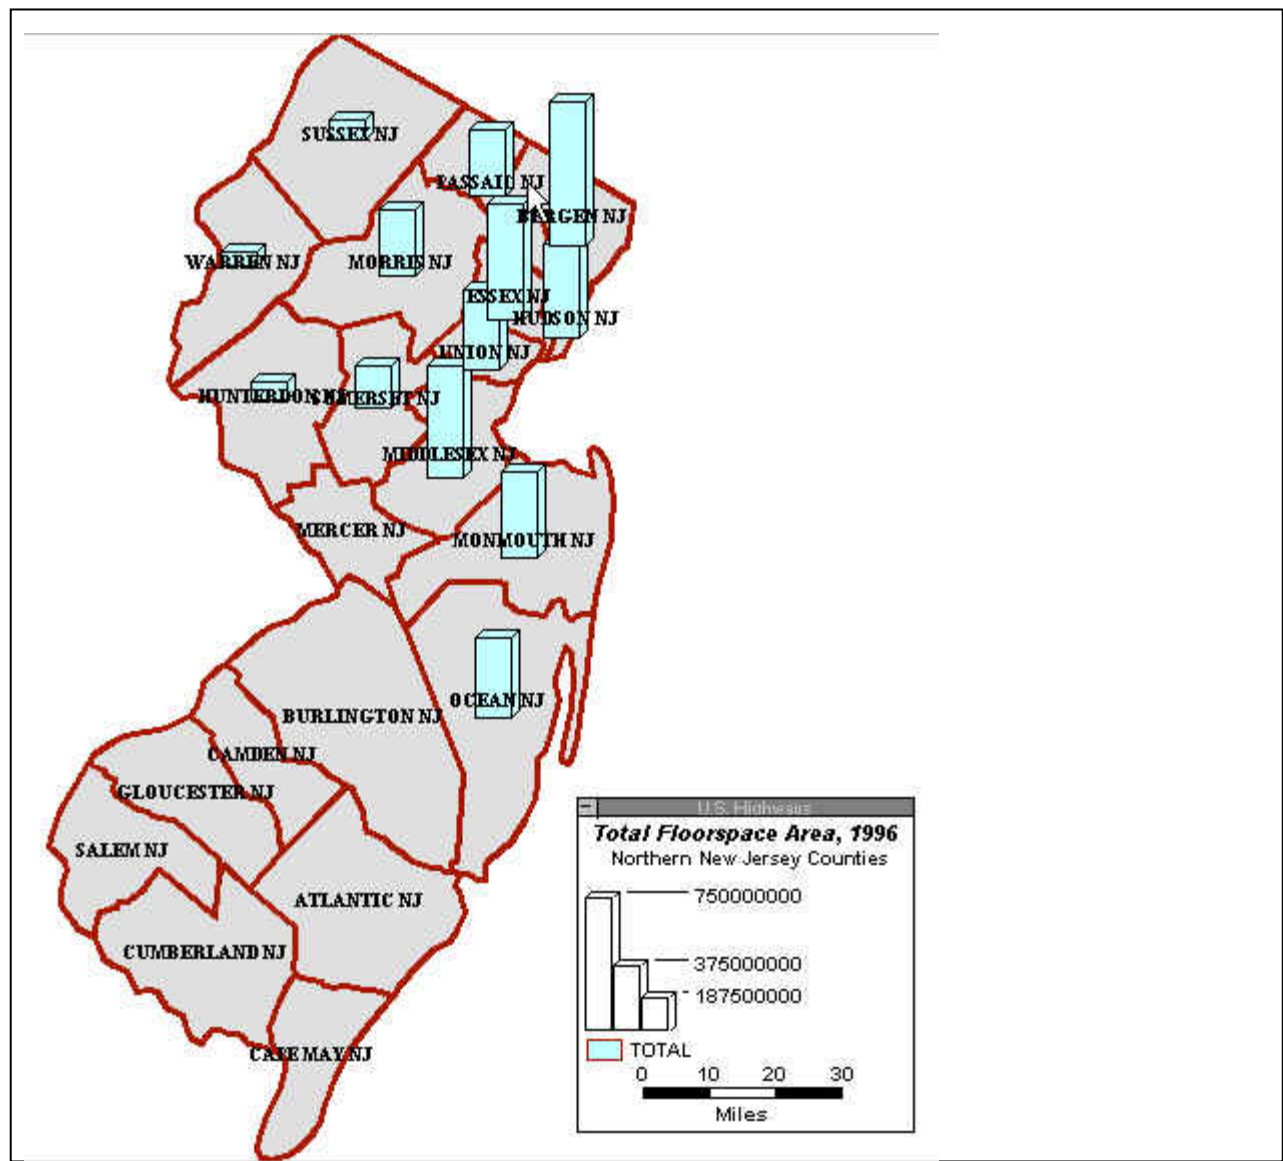 SUSSEX NJ
PASSAIC NJ
BERGEN NJ
WARREN NJ
MORRIS NJ
ESSEX NJ
HUDSON NJ
UNION NJ
HUNTERDON NJ
SOMERSET NJ
MIDDLESEX NJ
MERCER NJ
MONMOUTH NJ
OCEAN NJ
BURLINGTON NJ
CAMDEN NJ
GLOUCESTER NJ
SALEM NJ
ATLANTIC NJ
CUMBERLAND NJ
CAPE MAY NJ
U.S. Highways
Total Floorspace Area, 1996
Northern New Jersey Counties
750000000
375000000
187500000
TOTAL
0 10 20 30
Miles